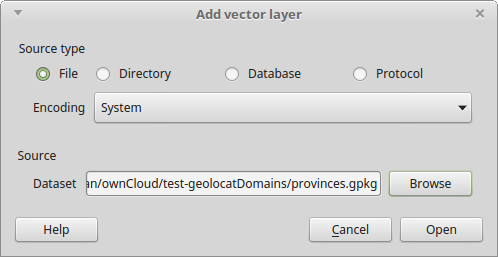 Add vector layer
Source type
File Directory Database Protocol
Encoding System
Source
Dataset an/ownCloud/test-geolocatDomains/provinces.gpkg Browse
Help Cancel Open